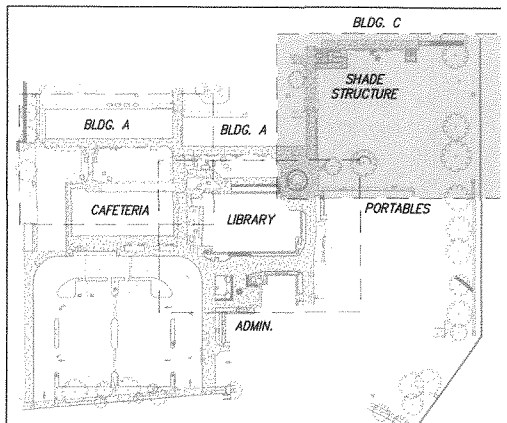 BLDG. C
SHADE
STRUCTURE
BLDG. A
BLDG. A
CAFETERIA
LIBRARY
PORTABLES
ADMIN.